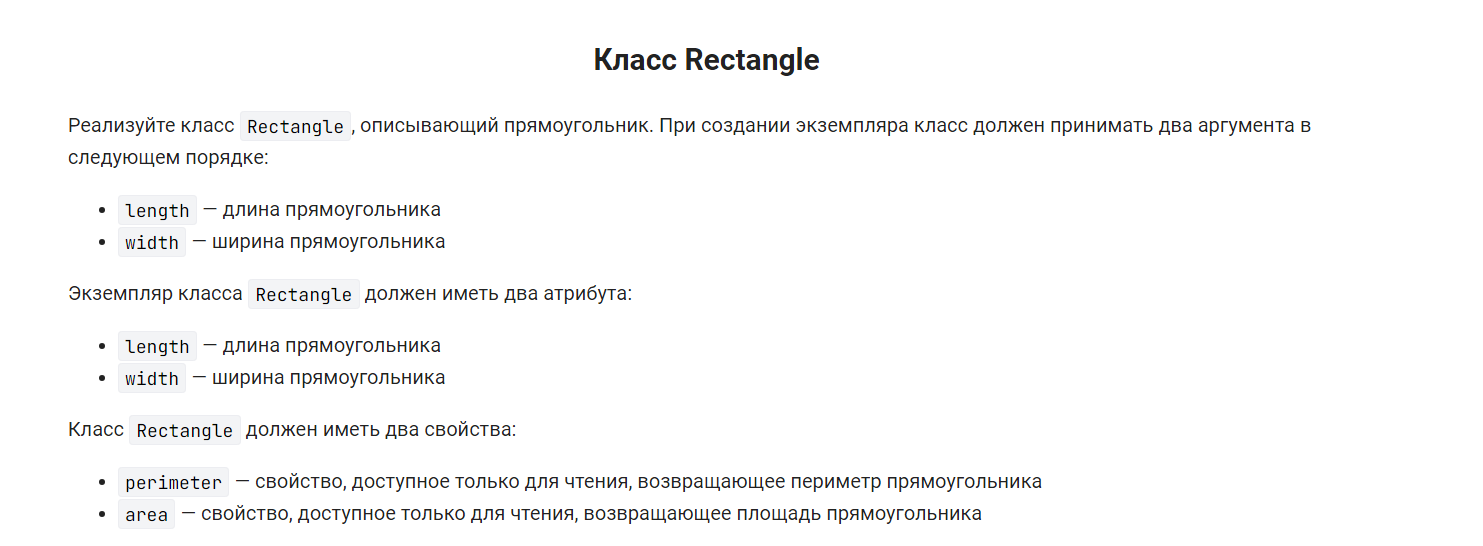 Класс Rectangle
Реализуйте класс Rectangle, описывающий прямоугольник. При создании экземпляра класс должен принимать два аргумента в
следующем порядке:
• length — длина прямоугольника
• width — ширина прямоугольника
Экземпляр класса Rectangle должен иметь два атрибута:
• length — длина прямоугольника
• width — ширина прямоугольника
Класс Rectangle должен иметь два свойства:
• perimeter — свойство, доступное только для чтения, возвращающее периметр прямоугольника
• area — свойство, доступное только для чтения, возвращающее площадь прямоугольника